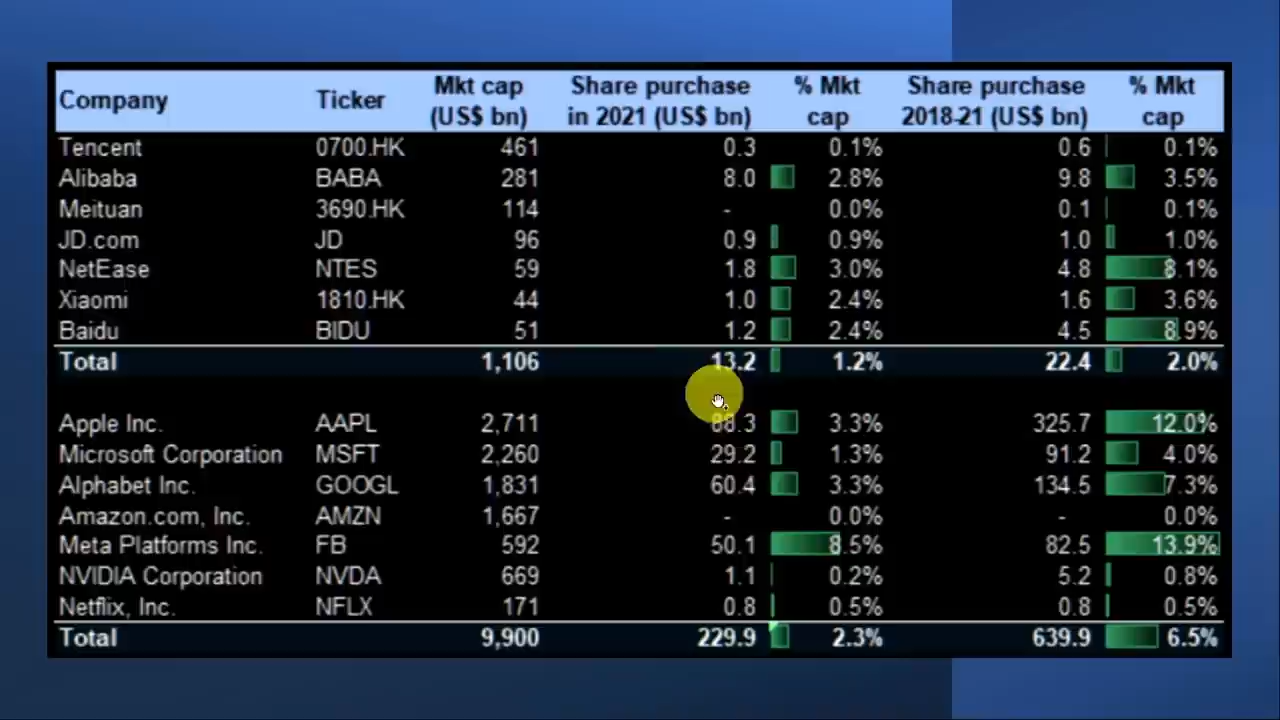 Company Ticker Mkt cap (US$ bn) Share purchase in 2021 (US$ bn) % Mkt cap Share purchase 2018-21 (US$ bn) % Mkt cap
Tencent 0700.HK 461 0.3 0.1% 0.6 0.1%
Alibaba BABA 281 8.0 2.8% 9.8 3.5%
Meituan 3690.HK 114 - 0.0% 0.1 0.1%
JD.com JD 96 0.9 0.9% 1.0 1.0%
NetEase NTES 59 1.8 3.0% 4.8 8.1%
Xiaomi 1810.HK 44 1.0 2.4% 1.6 3.6%
Baidu BIDU 51 1.2 2.4% 4.5 8.9%
Total 1,106 13.2 1.2% 22.4 2.0%
Apple Inc. AAPL 2,711 88.3 3.3% 325.7 12.0%
Microsoft Corporation MSFT 2,260 29.2 1.3% 91.2 4.0%
Alphabet Inc. GOOGL 1,831 60.4 3.3% 134.5 7.3%
Amazon.com, Inc. AMZN 1,667 - 0.0% - 0.0%
Meta Platforms Inc. FB 592 50.1 8.5% 82.5 13.9%
NVIDIA Corporation NVDA 669 1.1 0.2% 5.2 0.8%
Netflix, Inc. NFLX 171 0.8 0.5% 0.8 0.5%
Total 9,900 229.9 2.3% 639.9 6.5%